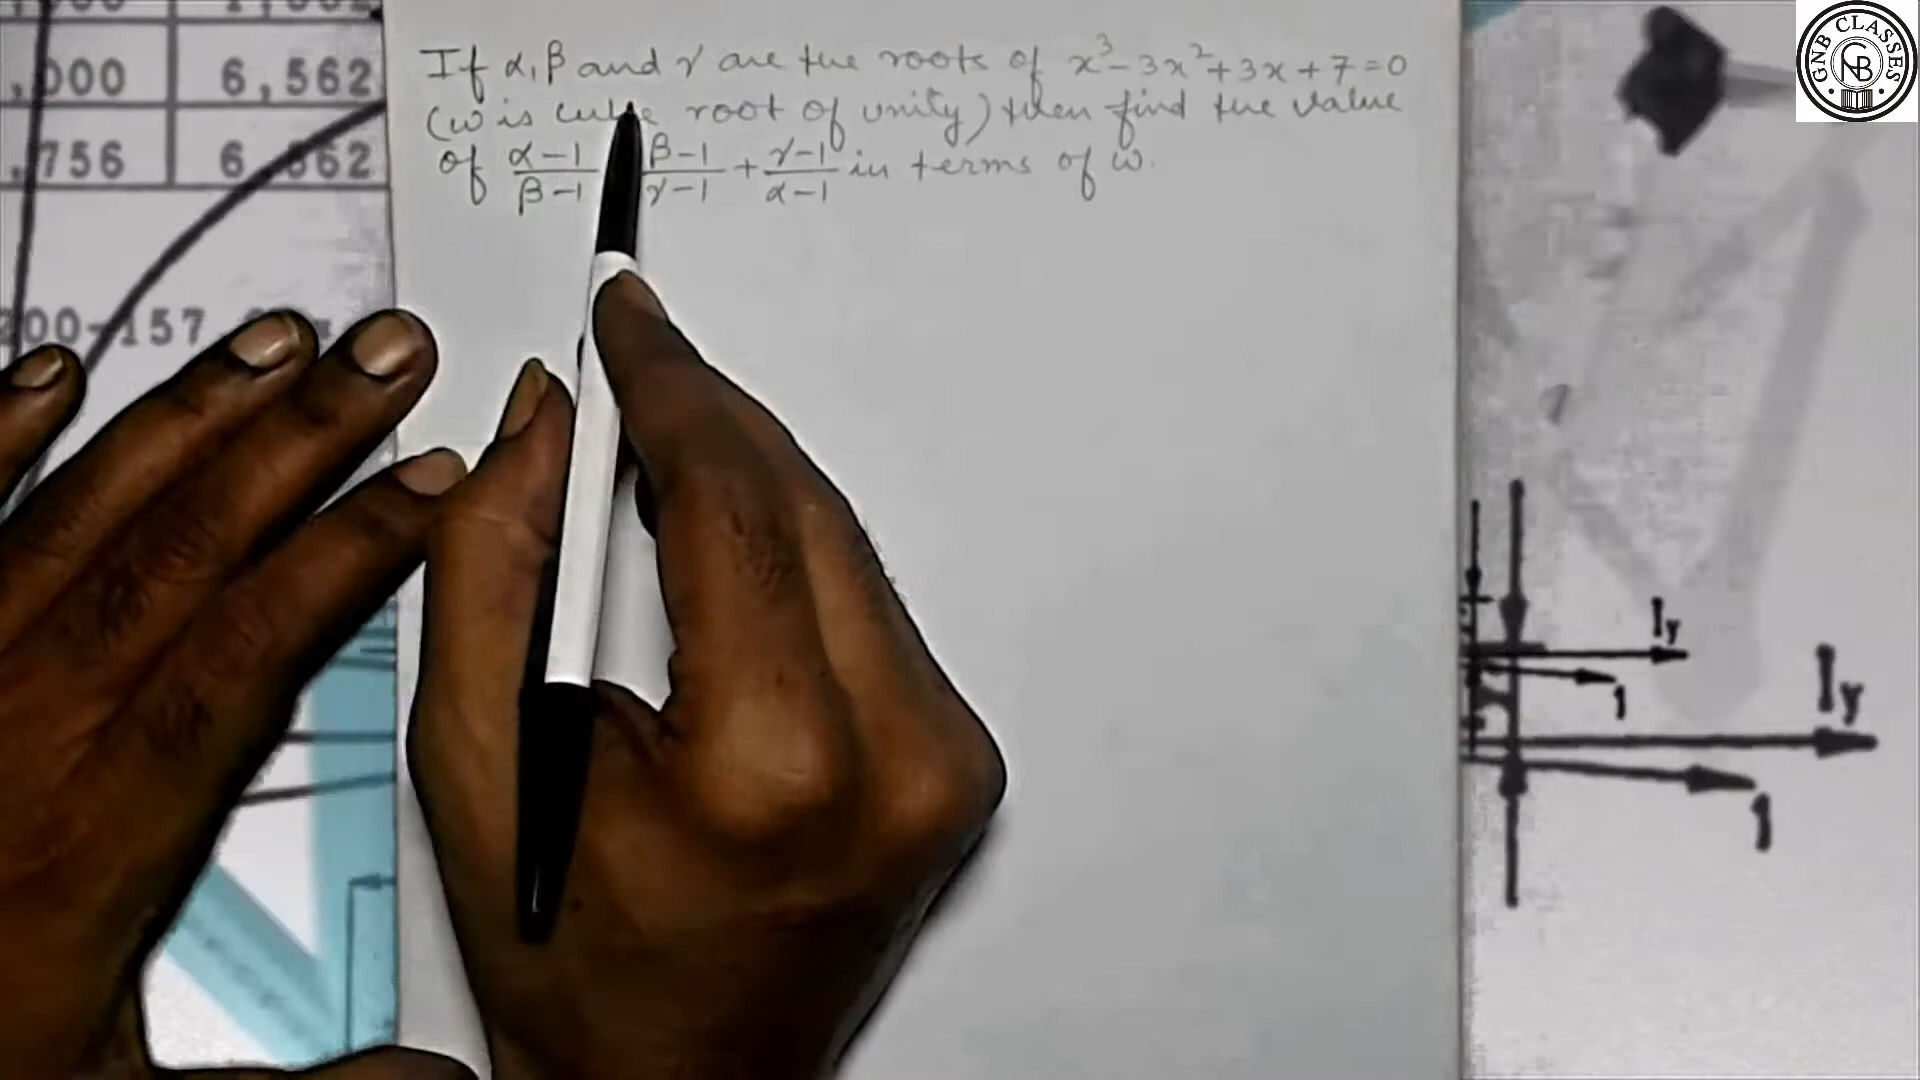 ,000 6,562
,756 6,662
200-157.
If α, β and γ are the roots of x³-3x²+3x+7=0
(ω is cube root of unity) then find the value
of α-1/β-1 β-1/γ-1 + γ-1/α-1 in terms of ω.
GNB CLASSES
GNB
Iy
1
Iy
1